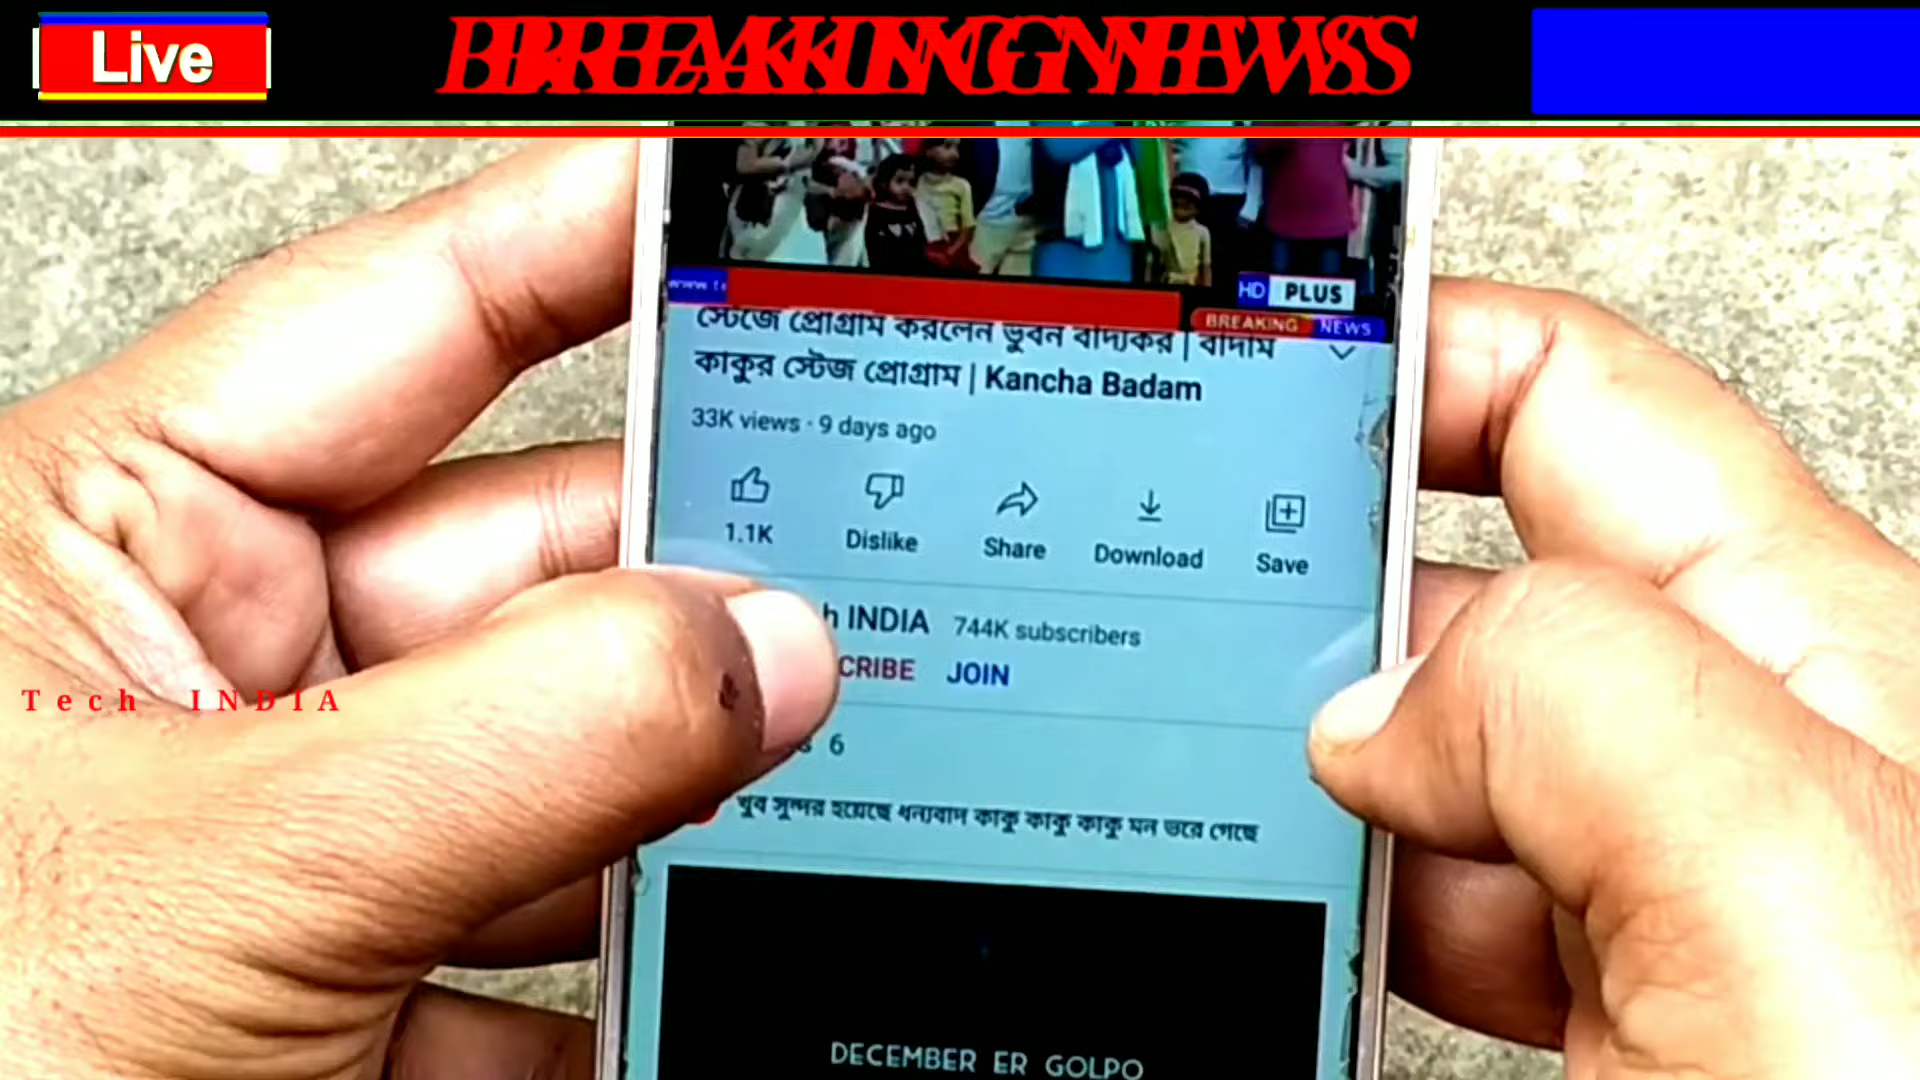 Live
BREAKING NEWS
HD PLUS
BREAKING NEWS
স্টেজে প্রোগ্রাম করলেন ভুবন বাদ্যকর | বাদাম
কাকুর স্টেজ প্রোগ্রাম | Kancha Badam
33K views · 9 days ago
1.1K
Dislike
Share
Download
Save
h INDIA 744K subscribers
CRIBE JOIN
Tech INDIA
6
খুব সুন্দর হয়েছে ধন্যবাদ কাকু কাকু কাকু মন ভরে গেছে
DECEMBER ER GOLPO